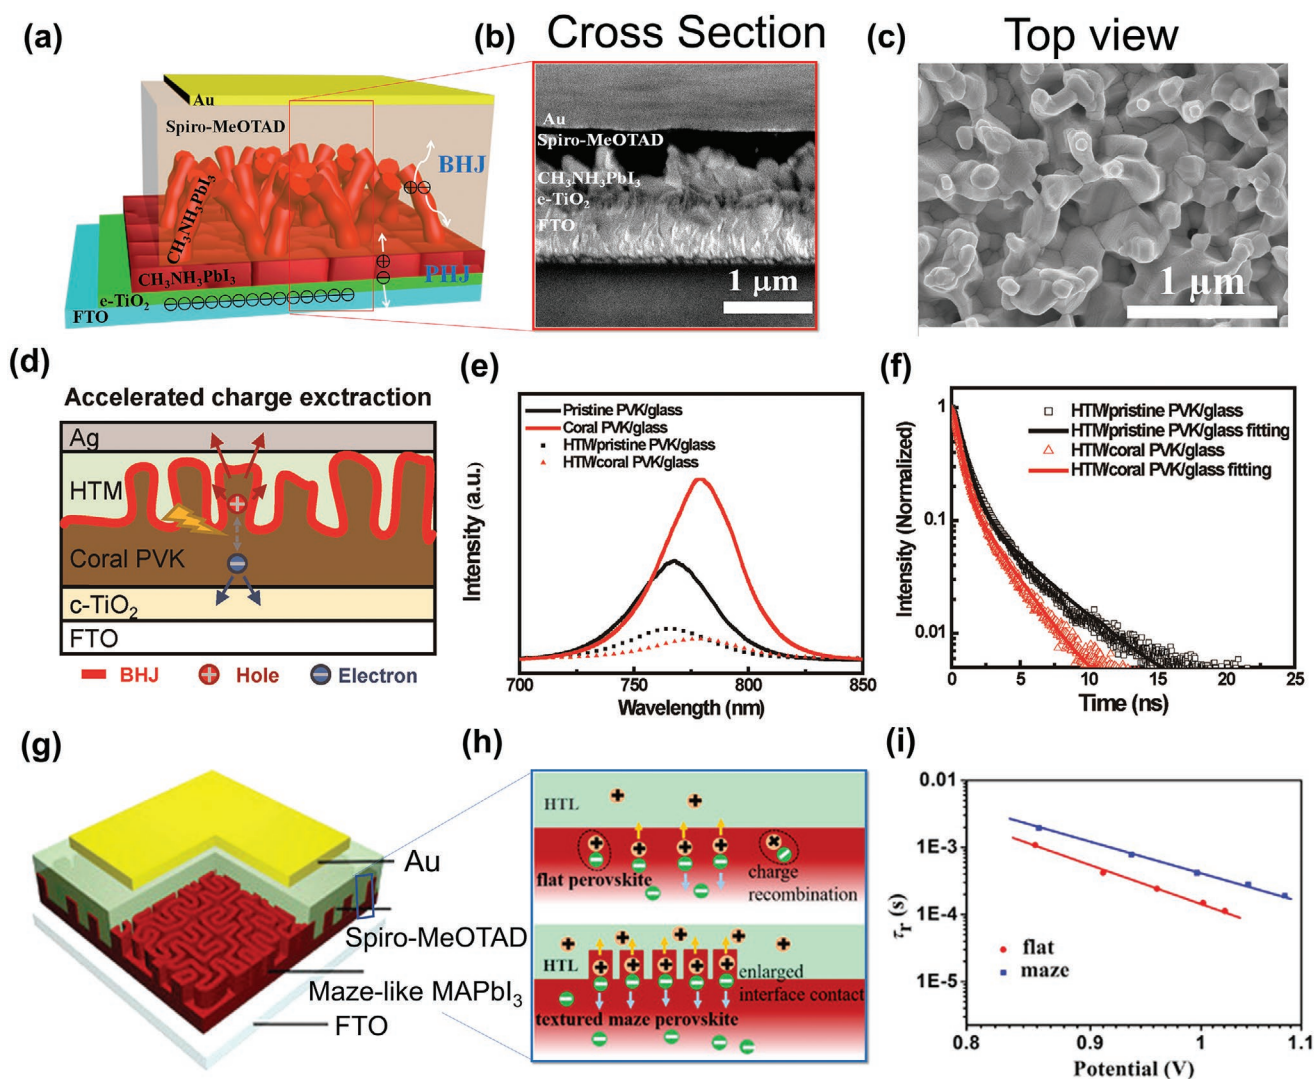 (a)
Au
Spiro-MeOTAD
BHJ
CH₃NH₃PbI₃
CH₃NH₃PbI₃
PHJ
c-TiO₂
FTO
(b)
Cross Section
Au
Spiro-MeOTAD
CH₃NH₃PbI₃
c-TiO₂
FTO
1 μm
(c)
Top view
1 μm
(d)
Accelerated charge exctraction
Ag
HTM
Coral PVK
c-TiO₂
FTO
BHJ Hole Electron
(e)
Pristine PVK/glass
Coral PVK/glass
HTM/pristine PVK/glass
HTM/coral PVK/glass
Intensity (a.u.)
700 750 800 850
Wavelength (nm)
(f)
HTM/pristine PVK/glass
HTM/pristine PVK/glass fitting
HTM/coral PVK/glass
HTM/coral PVK/glass fitting
Intensity (Normalized)
1
0.1
0.01
0 5 10 15 20 25
Time (ns)
(g)
Au
Spiro-MeOTAD
Maze-like MAPbI₃
FTO
(h)
HTL
flat perovskite
charge
recombination
HTL
enlarged
interface contact
textured maze perovskite
(i)
0.01
1E-3
1E-4
1E-5
τr (s)
flat
maze
0.8 0.9 1 1.1
Potential (V)